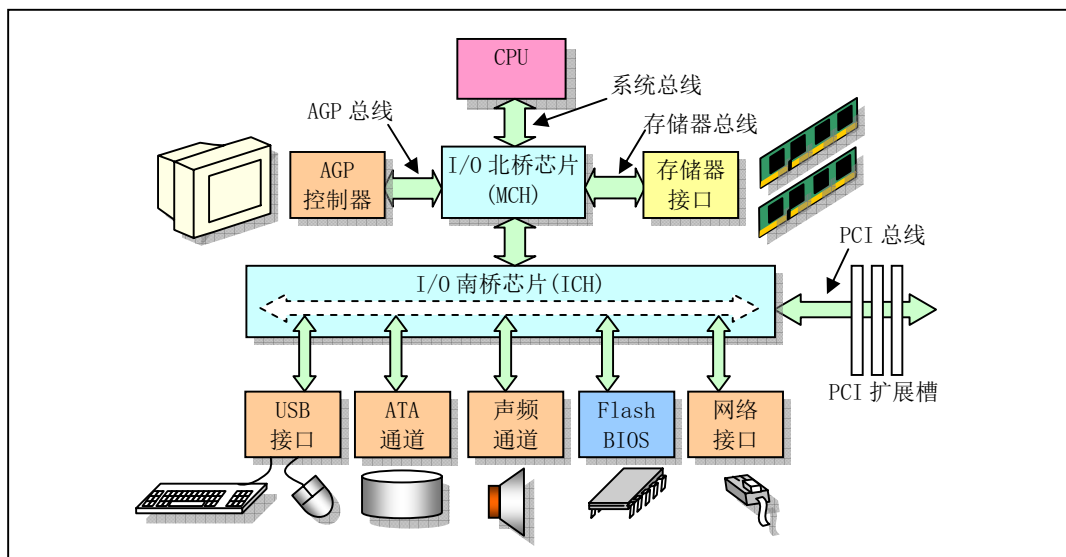 CPU
系统总线
AGP 总线
存储器总线
AGP
控制器
I/O 北桥芯片
(MCH)
存储器
接口
PCI 总线
I/O 南桥芯片(ICH)
PCI 扩展槽
USB
接口
ATA
通道
声频
通道
Flash
BIOS
网络
接口